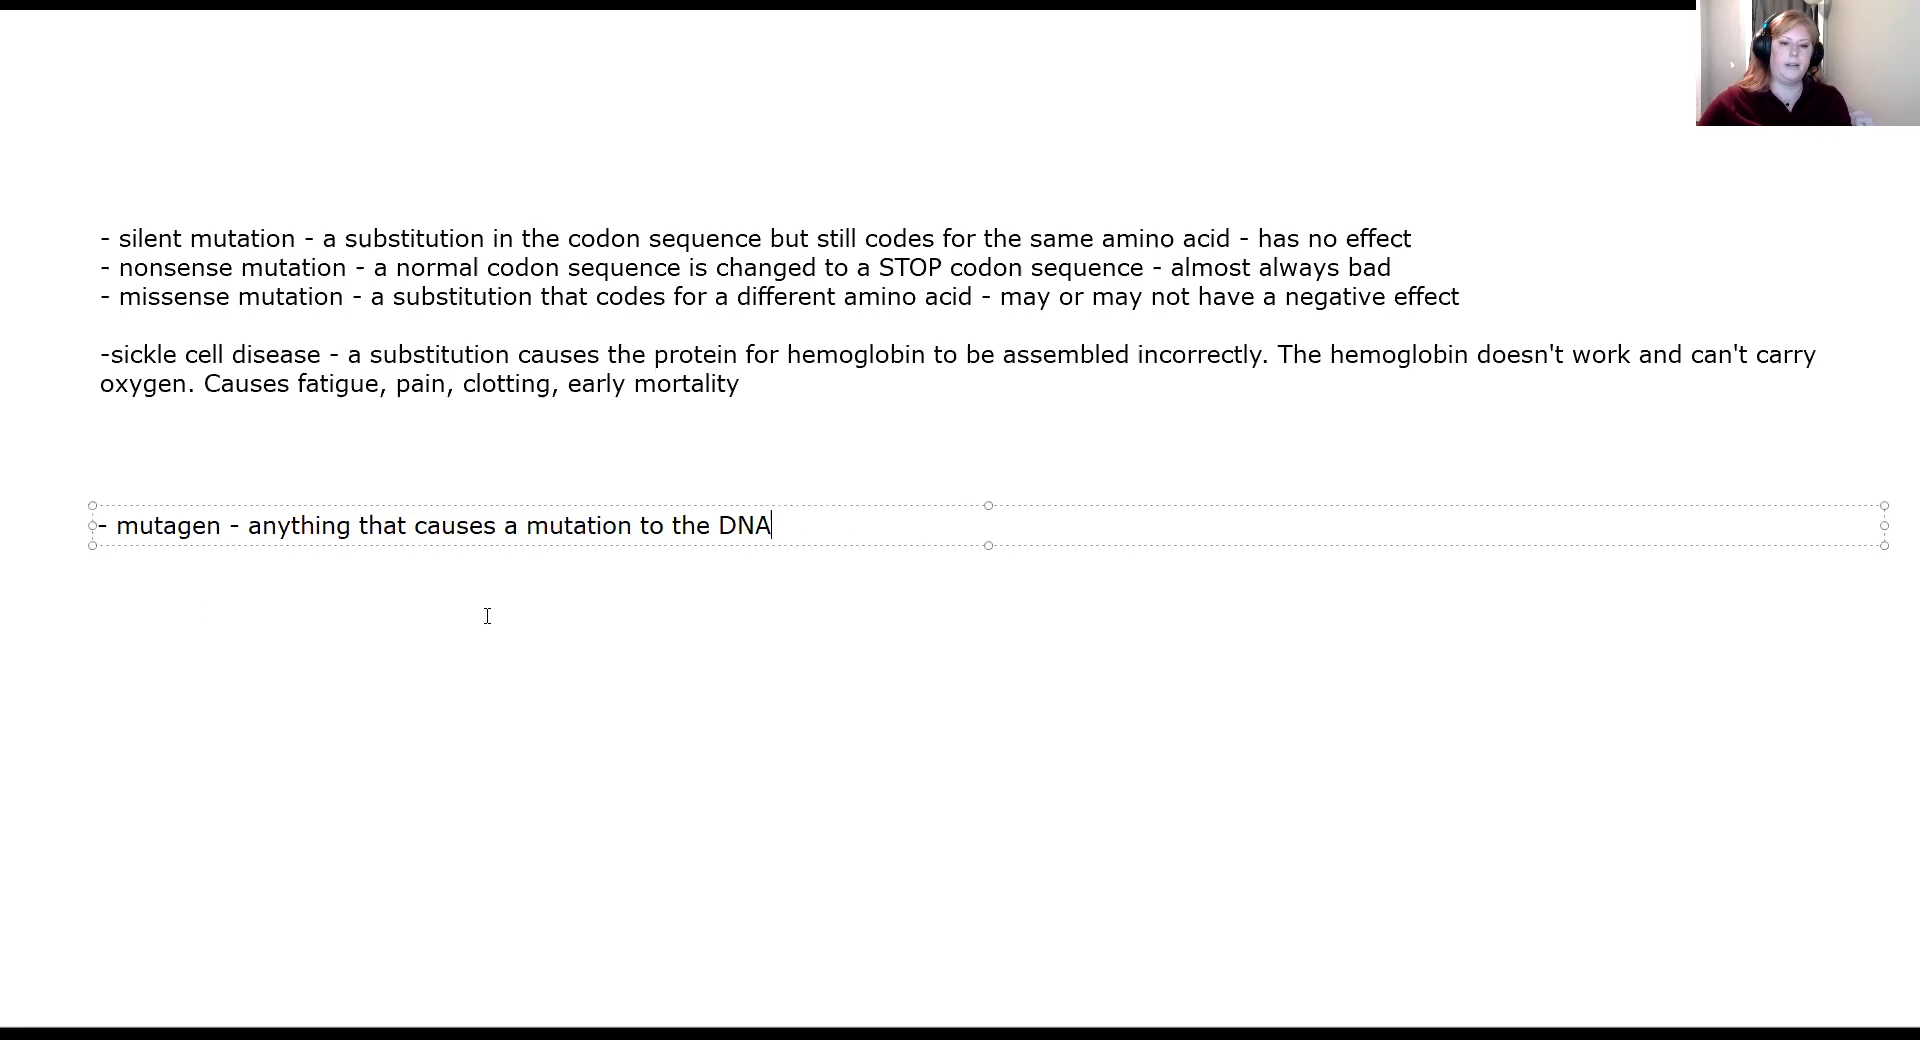 - silent mutation - a substitution in the codon sequence but still codes for the same amino acid - has no effect
- nonsense mutation - a normal codon sequence is changed to a STOP codon sequence - almost always bad
- missense mutation - a substitution that codes for a different amino acid - may or may not have a negative effect
-sickle cell disease - a substitution causes the protein for hemoglobin to be assembled incorrectly. The hemoglobin doesn't work and can't carry
oxygen. Causes fatigue, pain, clotting, early mortality
- mutagen - anything that causes a mutation to the DNA